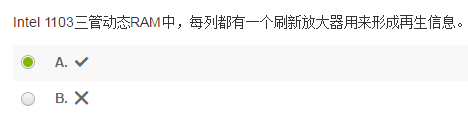 Intel 1103三管动态RAM中，每列都有一个刷新放大器用来形成再生信息。
A. ✓
B. ✕